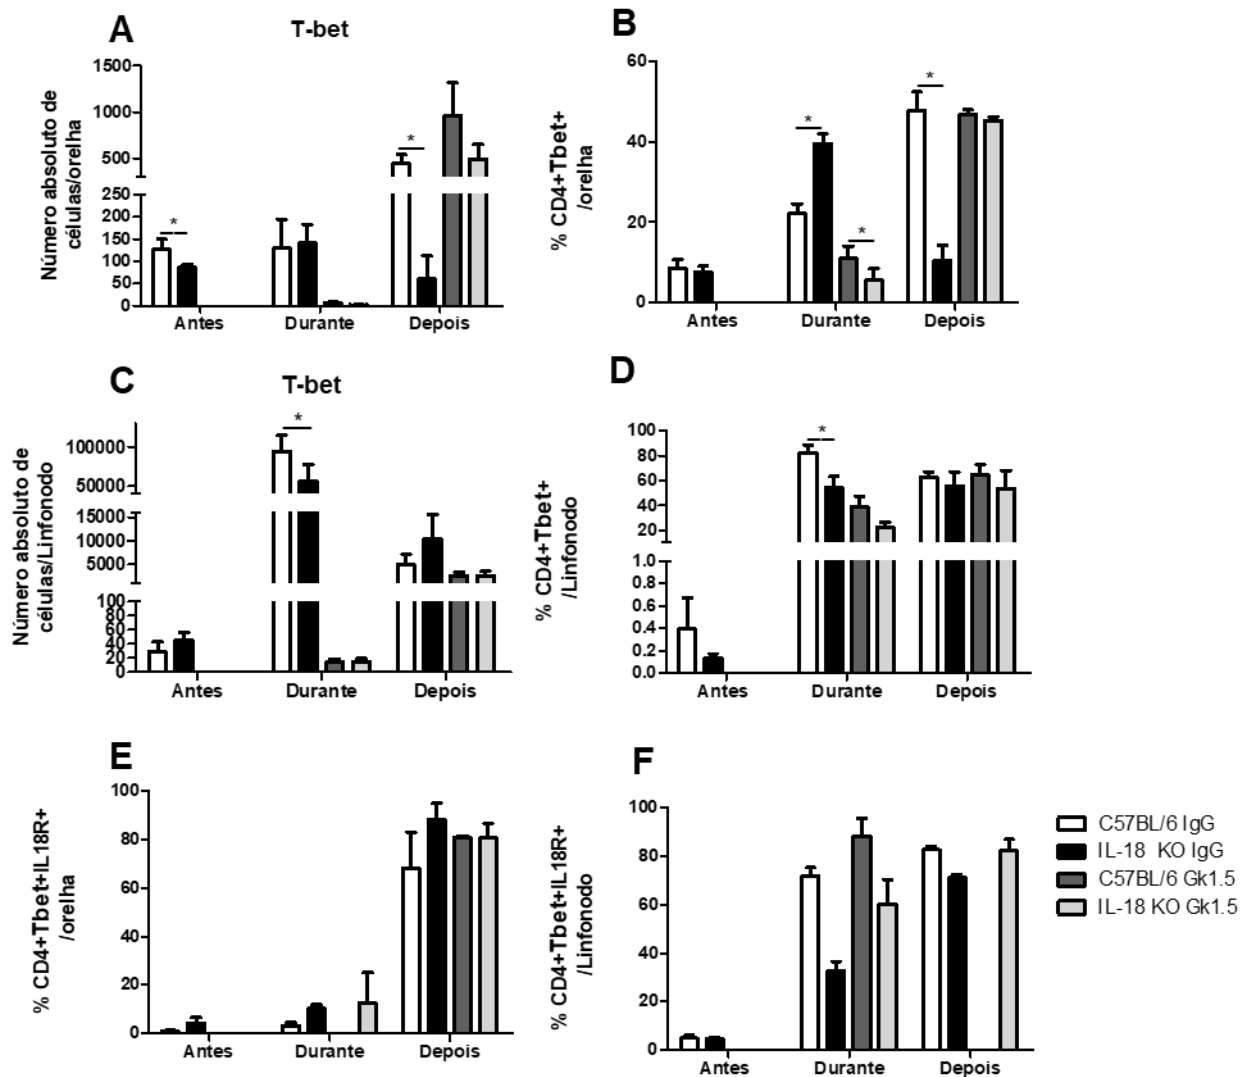 A
T-bet
Número absoluto de
células/orelha
1500
1000
500
250
200
150
100
50
0
*
*
Antes
Durante
Depois
B
% CD4+Tbet+
/orelha
60
40
20
0
*
*
*
Antes
Durante
Depois
C
T-bet
Número absoluto de
células/Linfonodo
100000
50000
15000
10000
5000
100
80
60
40
20
0
*
Antes
Durante
Depois
D
% CD4+Tbet+
/Linfonodo
100
80
60
40
20
1.0
0.8
0.6
0.4
0.2
0.0
*
Antes
Durante
Depois
E
% CD4+Tbet+IL18R+
/orelha
100
80
60
40
20
0
Antes
Durante
Depois
F
% CD4+Tbet+IL18R+
/Linfonodo
100
80
60
40
20
0
Antes
Durante
Depois
C57BL/6 IgG
IL-18 KO IgG
C57BL/6 Gk1.5
IL-18 KO Gk1.5